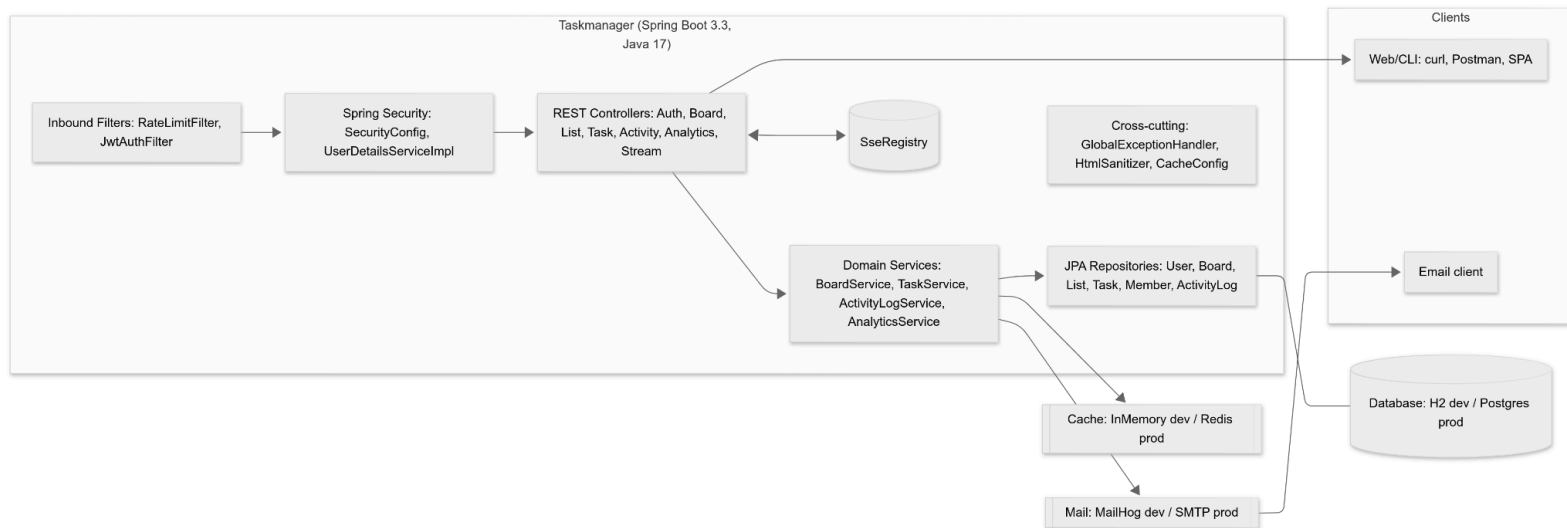 Taskmanager (Spring Boot 3.3,
Java 17)
Clients
Web/CLI: curl, Postman, SPA
Inbound Filters: RateLimitFilter,
JwtAuthFilter
Spring Security:
SecurityConfig,
UserDetailsServiceImpl
REST Controllers: Auth, Board,
List, Task, Activity, Analytics,
Stream
SseRegistry
Cross-cutting:
GlobalExceptionHandler,
HtmlSanitizer, CacheConfig
Domain Services:
BoardService, TaskService,
ActivityLogService,
AnalyticsService
JPA Repositories: User, Board,
List, Task, Member, ActivityLog
Email client
Database: H2 dev / Postgres
prod
Cache: InMemory dev / Redis
prod
Mail: MailHog dev / SMTP prod